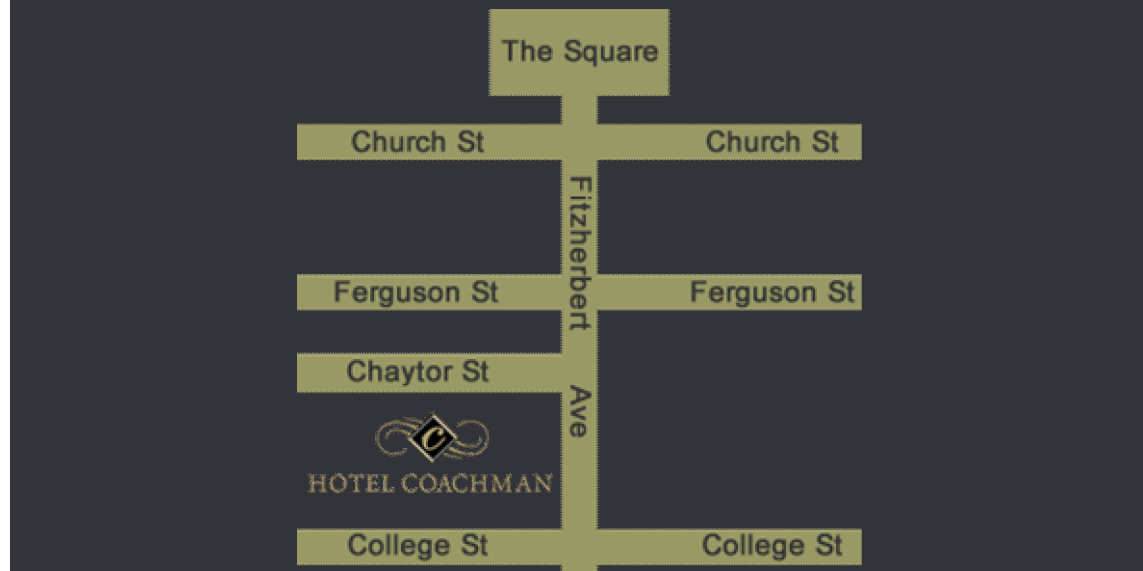 The Square
Church St
Church St
Fitzherbert Ave
Ferguson St
Ferguson St
Chaytor St
C
HOTEL COACHMAN
College St
College St